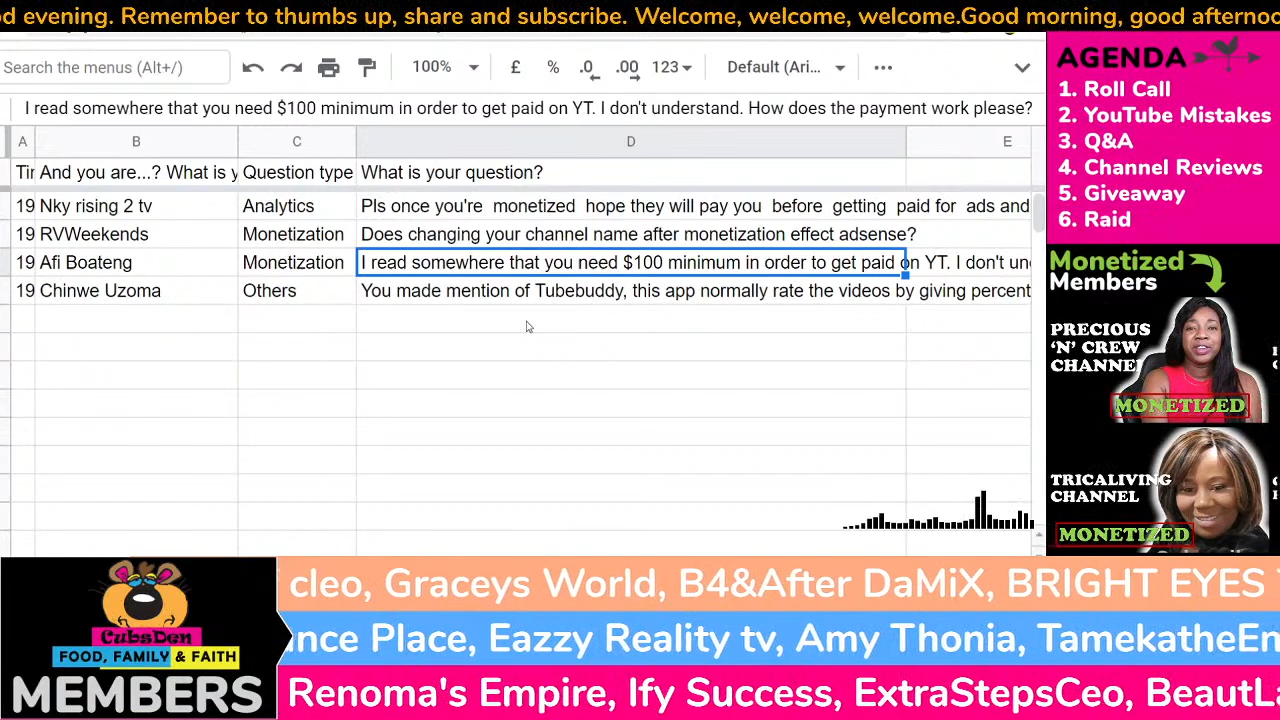 d evening. Remember to thumbs up, share and subscribe. Welcome, welcome, welcome.Good morning, good afternoo
Search the menus (Alt+/)
100%
£
%
.0
.00
123
Default (Ari...
I read somewhere that you need $100 minimum in order to get paid on YT. I don't understand. How does the payment work please?
A B C D E
Tir And you are...? What is y Question type What is your question?
19 Nky rising 2 tv Analytics Pls once you're monetized hope they will pay you before getting paid for ads and
19 RVWeekends Monetization Does changing your channel name after monetization effect adsense?
19 Afi Boateng Monetization I read somewhere that you need $100 minimum in order to get paid on YT. I don't un
19 Chinwe Uzoma Others You made mention of Tubebuddy, this app normally rate the videos by giving percent
AGENDA
1. Roll Call
2. YouTube Mistakes
3. Q&A
4. Channel Reviews
5. Giveaway
6. Raid
Monetized
Members
PRECIOUS
'N' CREW
CHANNEL
MONETIZED
TRICALIVING
CHANNEL
MONETIZED
CubsDen
FOOD, FAMILY & FAITH
MEMBERS
cleo, Graceys World, B4&After DaMiX, BRIGHT EYES
nce Place, Eazzy Reality tv, Amy Thonia, TamekatheEn
Renoma's Empire, Ify Success, ExtraStepsCeo, BeautLa